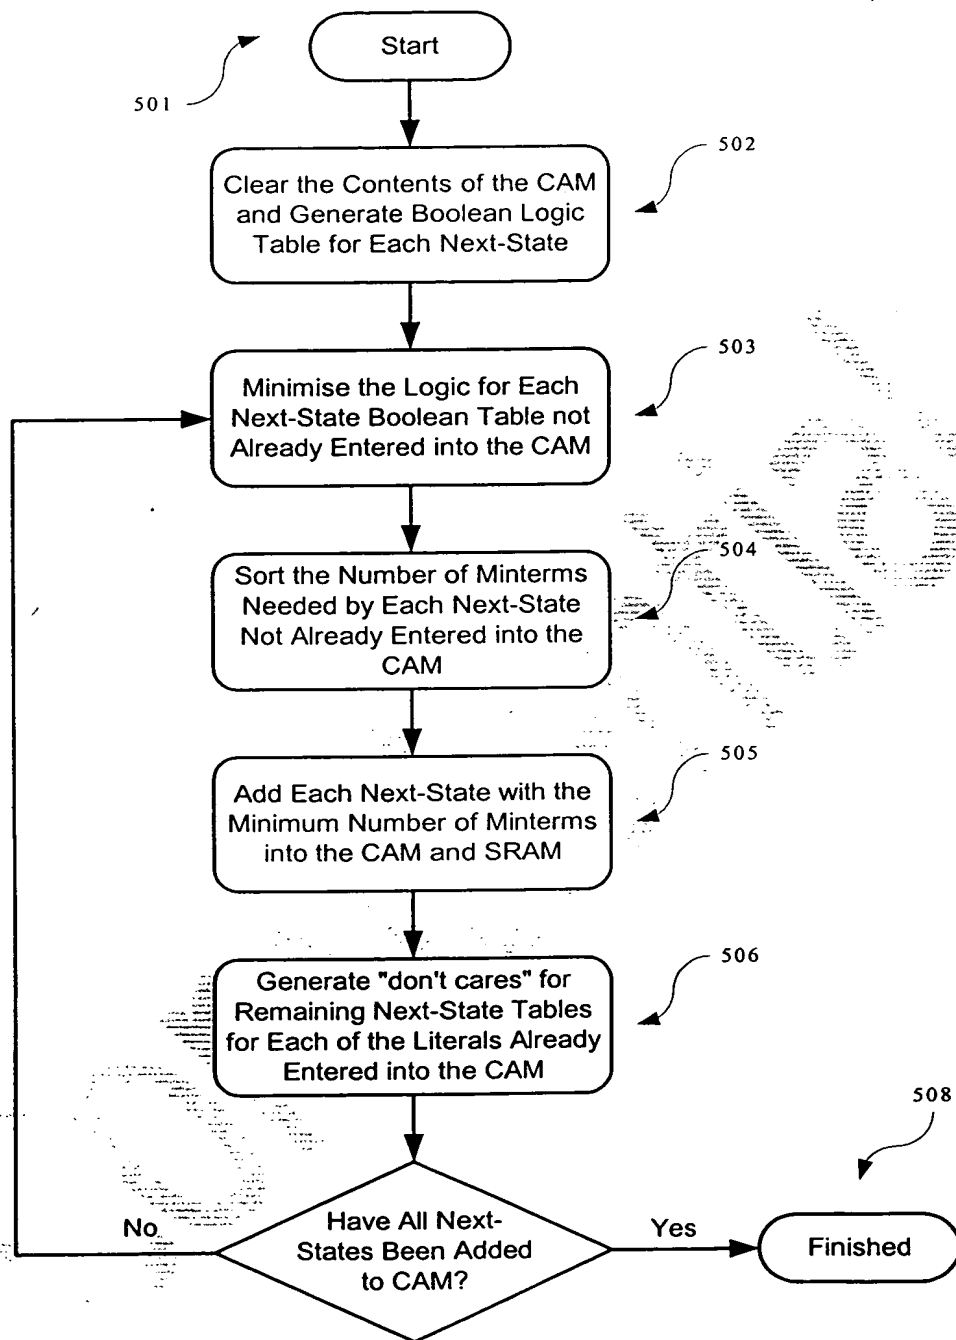 Start
501
502
Clear the Contents of the CAM
and Generate Boolean Logic
Table for Each Next-State
503
Minimise the Logic for Each
Next-State Boolean Table not
Already Entered into the CAM
504
Sort the Number of Minterms
Needed by Each Next-State
Not Already Entered into the
CAM
505
Add Each Next-State with the
Minimum Number of Minterms
into the CAM and SRAM
506
Generate "don't cares" for
Remaining Next-State Tables
for Each of the Literals Already
Entered into the CAM
508
No
Have All Next-
States Been Added
to CAM?
Yes
Finished